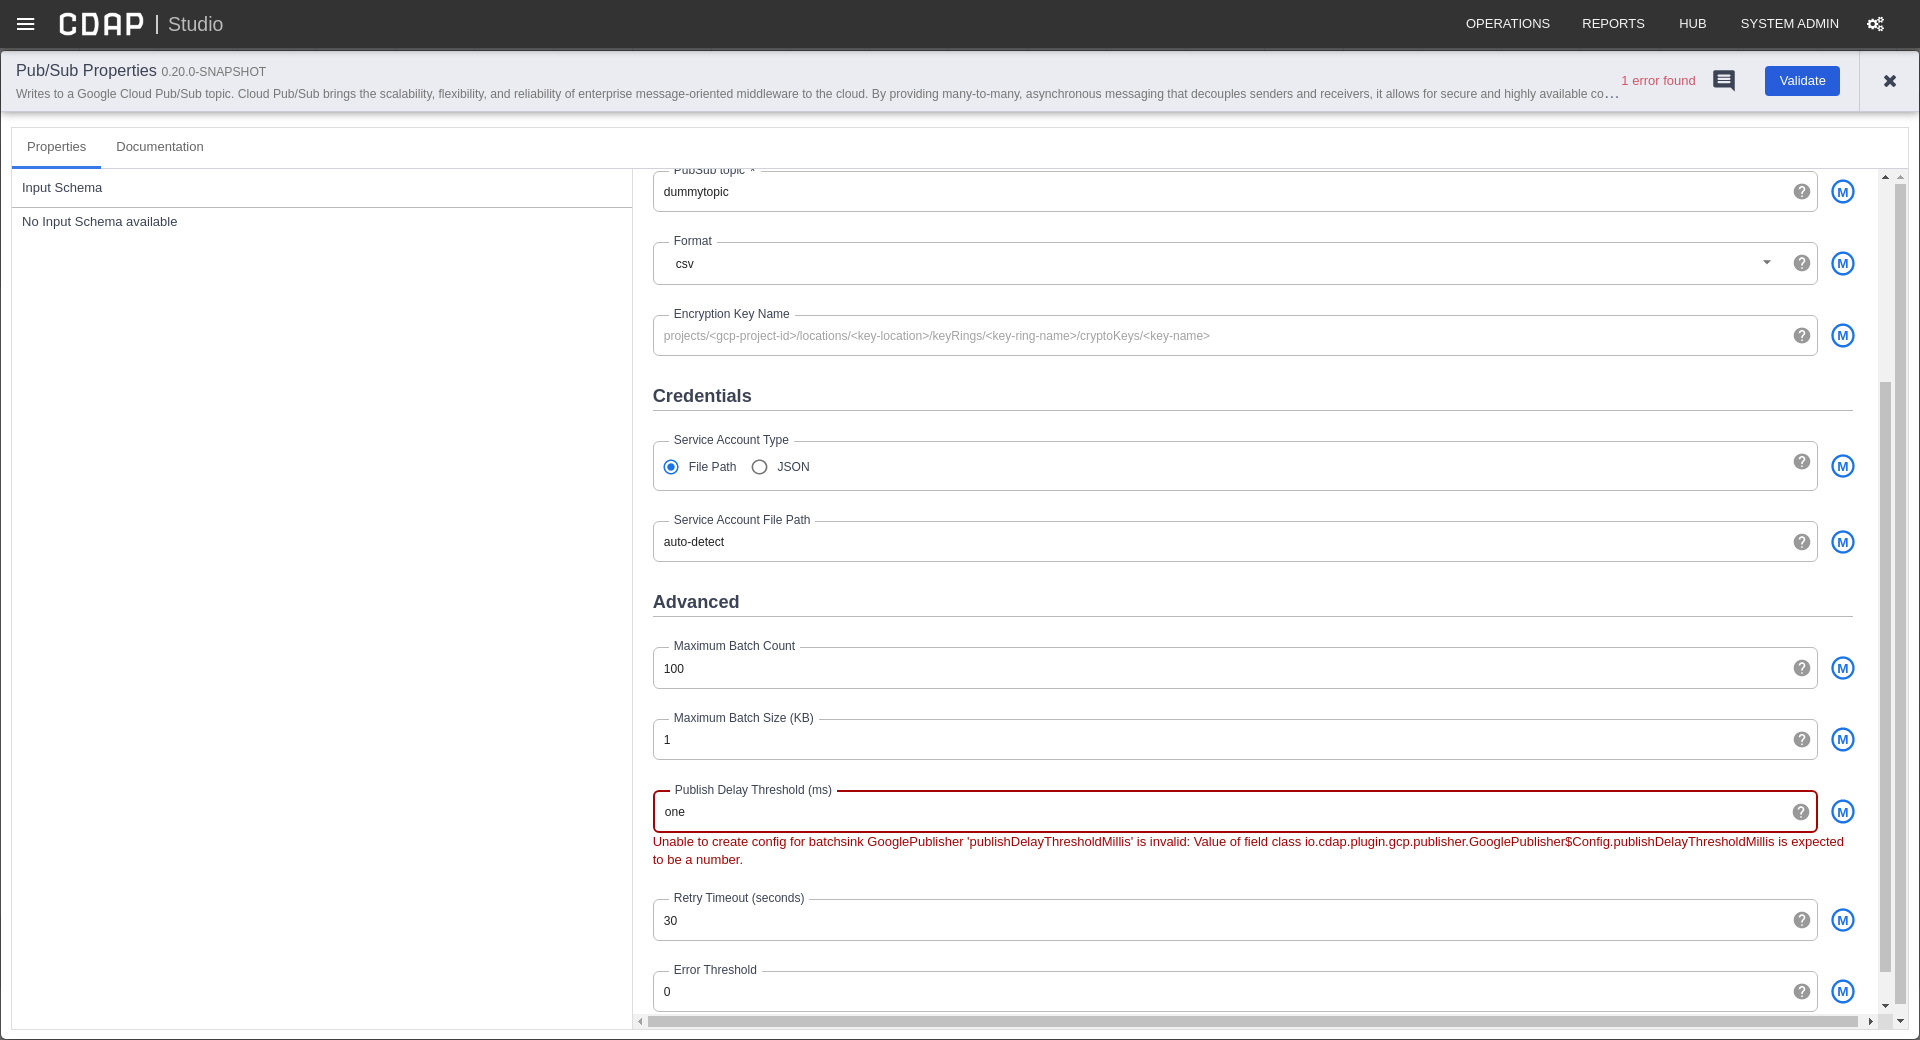 CDAP | Studio
OPERATIONS REPORTS HUB SYSTEM ADMIN
Pub/Sub Properties 0.20.0-SNAPSHOT
Writes to a Google Cloud Pub/Sub topic. Cloud Pub/Sub brings the scalability, flexibility, and reliability of enterprise message-oriented middleware to the cloud. By providing many-to-many, asynchronous messaging that decouples senders and receivers, it allows for secure and highly available co...
1 error found
Validate
Properties Documentation
Input Schema
No Input Schema available
PubSub topic *
dummytopic
M
Format
csv
M
Encryption Key Name
projects/<gcp-project-id>/locations/<key-location>/keyRings/<key-ring-name>/cryptoKeys/<key-name>
M
Credentials
Service Account Type
File Path JSON
M
Service Account File Path
auto-detect
M
Advanced
Maximum Batch Count
100
M
Maximum Batch Size (KB)
1
M
Publish Delay Threshold (ms)
one
M
Unable to create config for batchsink GooglePublisher 'publishDelayThresholdMillis' is invalid: Value of field class io.cdap.plugin.gcp.publisher.GooglePublisher$Config.publishDelayThresholdMillis is expected
to be a number.
Retry Timeout (seconds)
30
M
Error Threshold
0
M